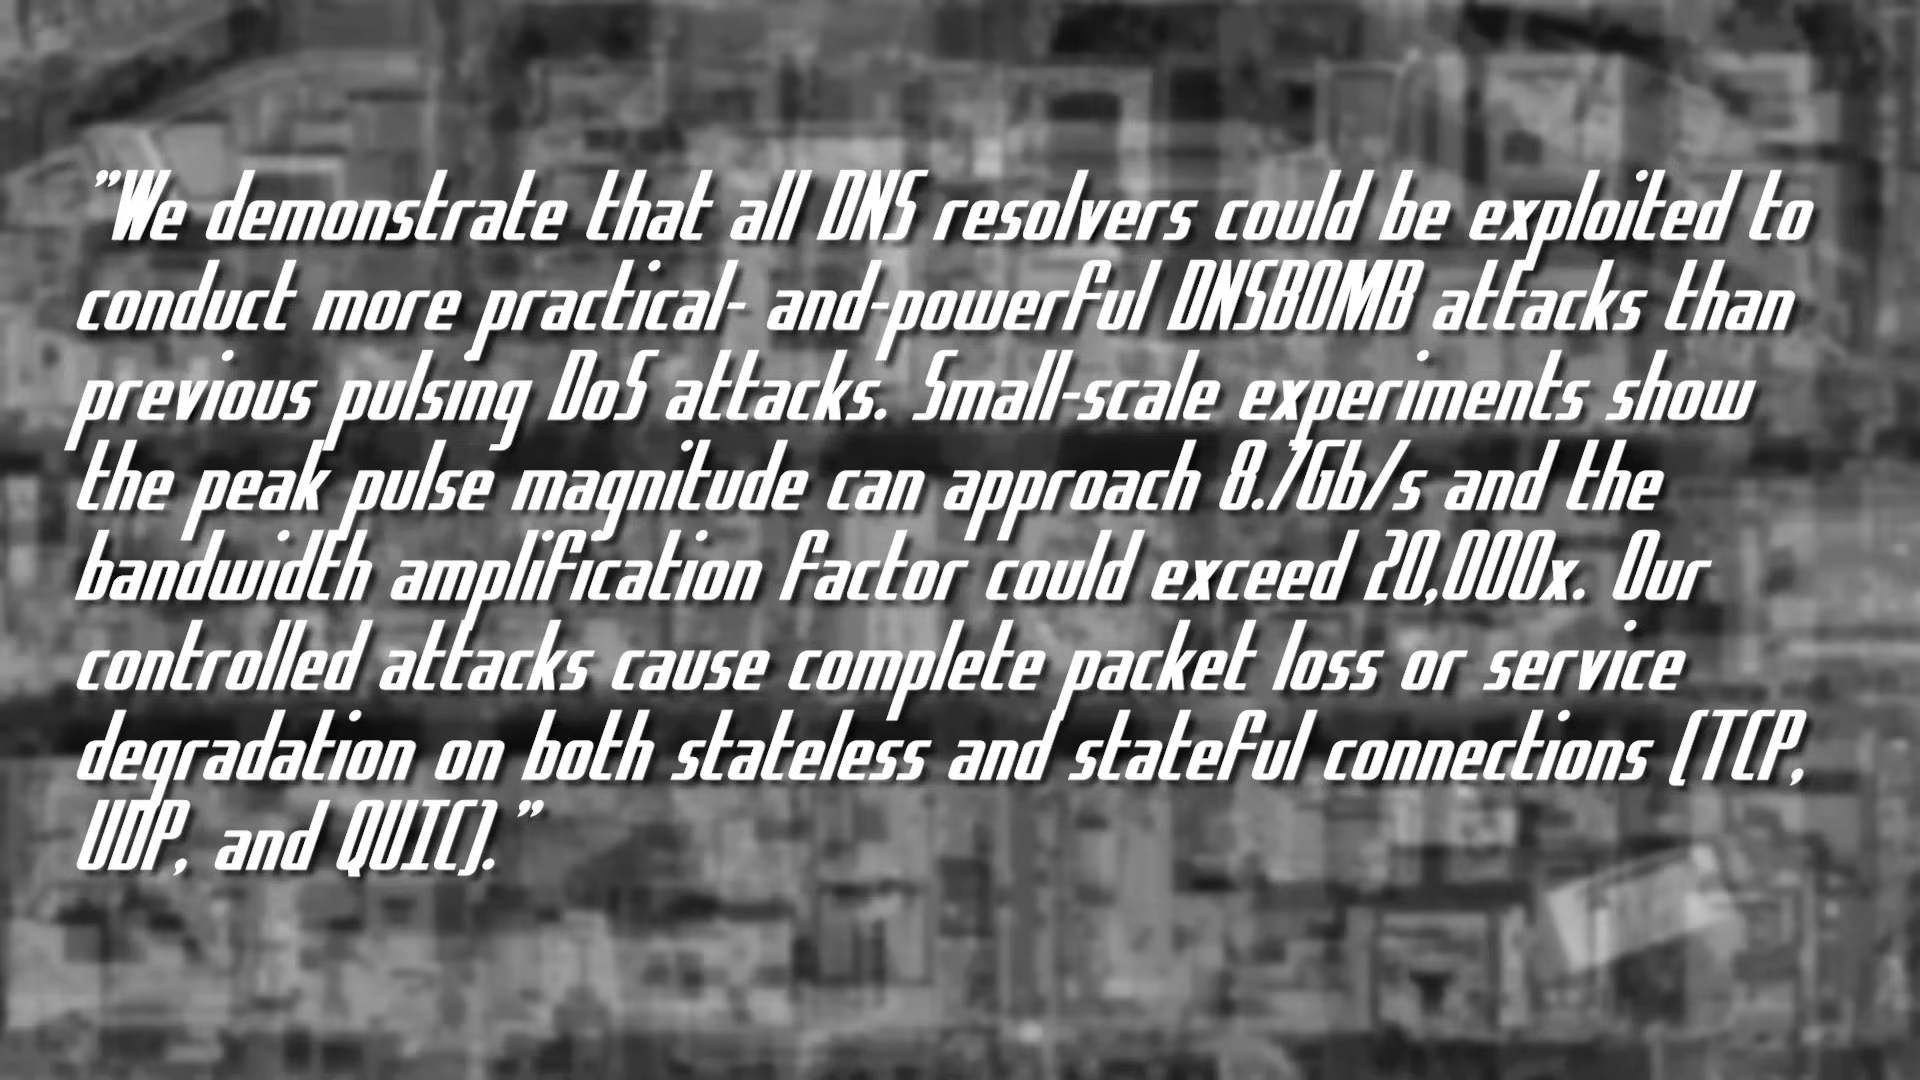 "We demonstrate that all DNS resolvers could be exploited to
conduct more practical- and-powerful DNSBOMB attacks than
previous pulsing DoS attacks. Small-scale experiments show
the peak pulse magnitude can approach 8.7Gb/s and the
bandwidth amplification factor could exceed 20,000x. Our
controlled attacks cause complete packet loss or service
degradation on both stateless and stateful connections (TCP,
UDP, and QUIC)."